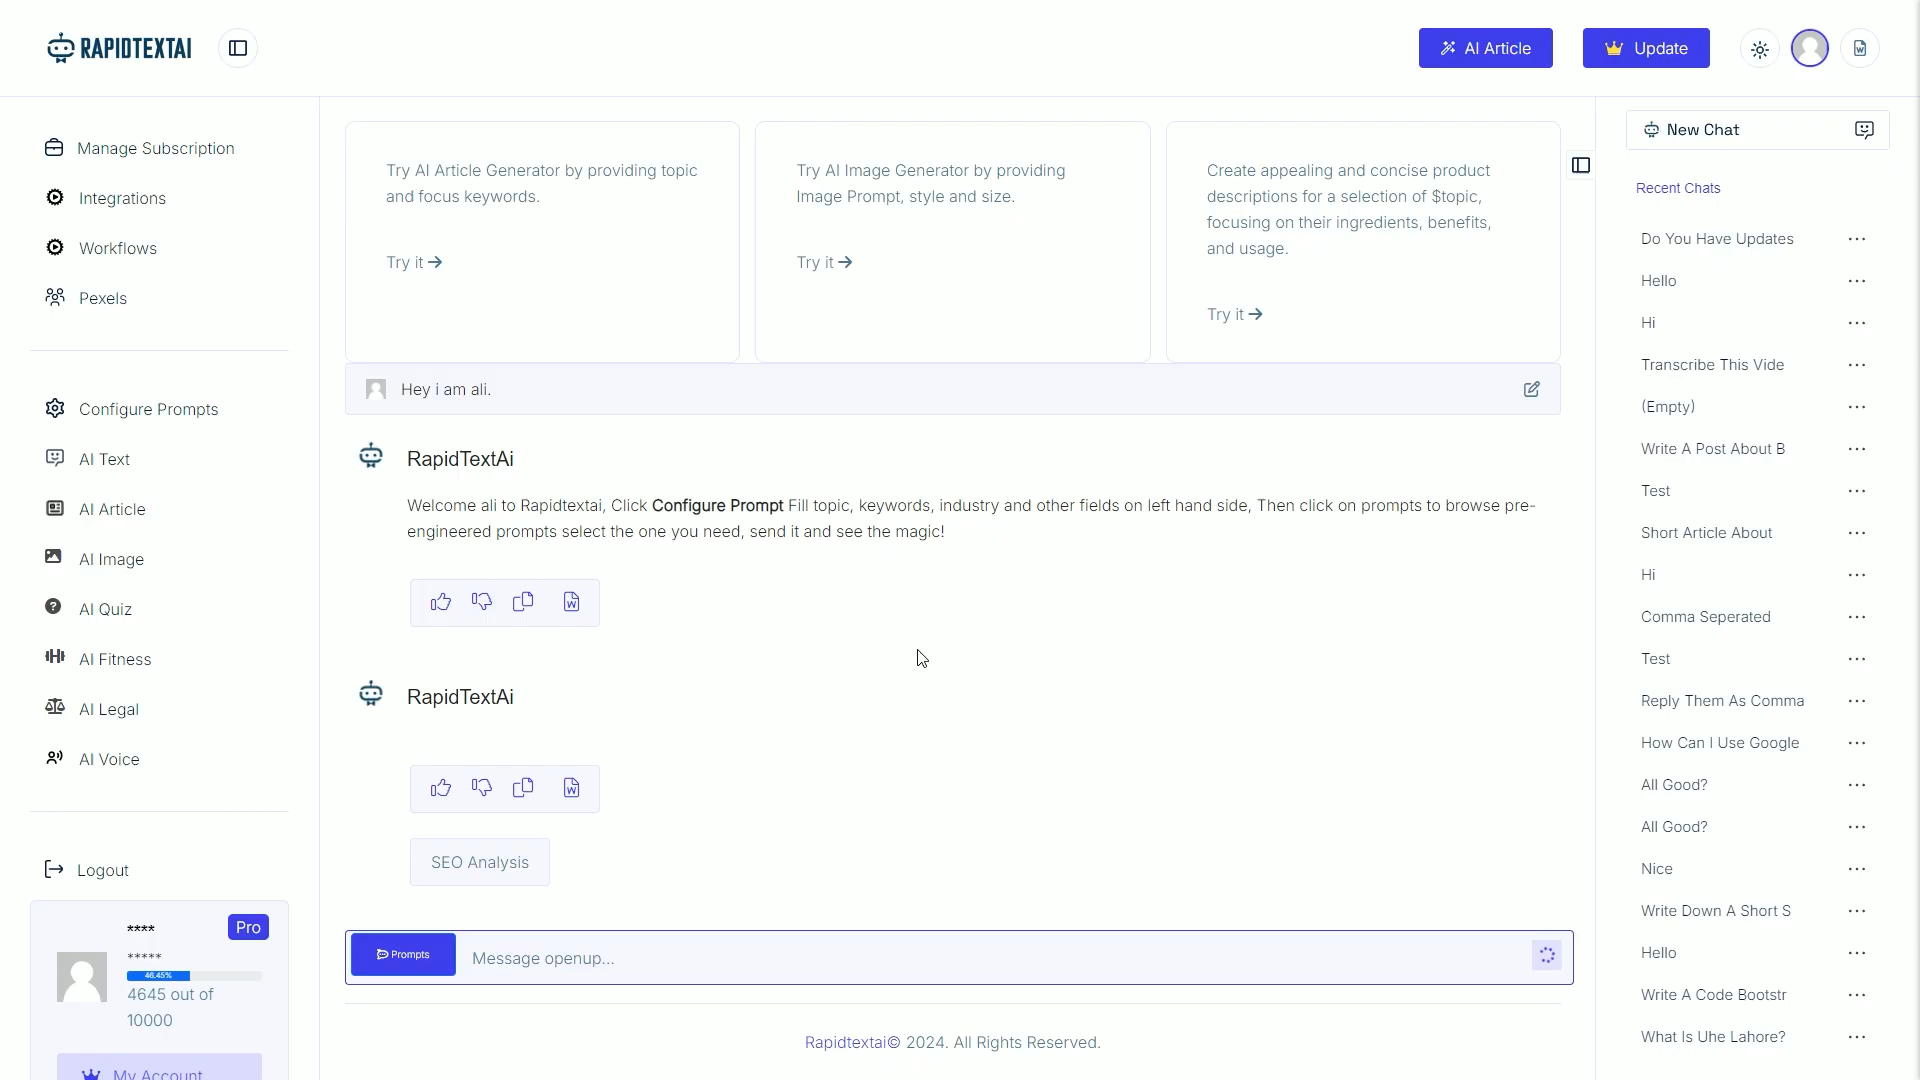 RAPIDTEXTAI
AI Article
Update
Manage Subscription
Integrations
Workflows
Pexels
Configure Prompts
AI Text
AI Article
AI Image
AI Quiz
AI Fitness
AI Legal
AI Voice
Logout
****
Pro
*****
46.45%
4645 out of
10000
My Account
Try AI Article Generator by providing topic
and focus keywords.
Try it
Try AI Image Generator by providing
Image Prompt, style and size.
Try it
Create appealing and concise product
descriptions for a selection of $topic,
focusing on their ingredients, benefits,
and usage.
Try it
Hey i am ali.
RapidTextAi
Welcome ali to Rapidtextai, Click Configure Prompt Fill topic, keywords, industry and other fields on left hand side, Then click on prompts to browse pre-
engineered prompts select the one you need, send it and see the magic!
RapidTextAi
SEO Analysis
Prompts
Message openup...
Rapidtextai© 2024. All Rights Reserved.
New Chat
Recent Chats
Do You Have Updates
Hello
Hi
Transcribe This Vide
(Empty)
Write A Post About B
Test
Short Article About
Hi
Comma Seperated
Test
Reply Them As Comma
How Can I Use Google
All Good?
All Good?
Nice
Write Down A Short S
Hello
Write A Code Bootstr
What Is Uhe Lahore?